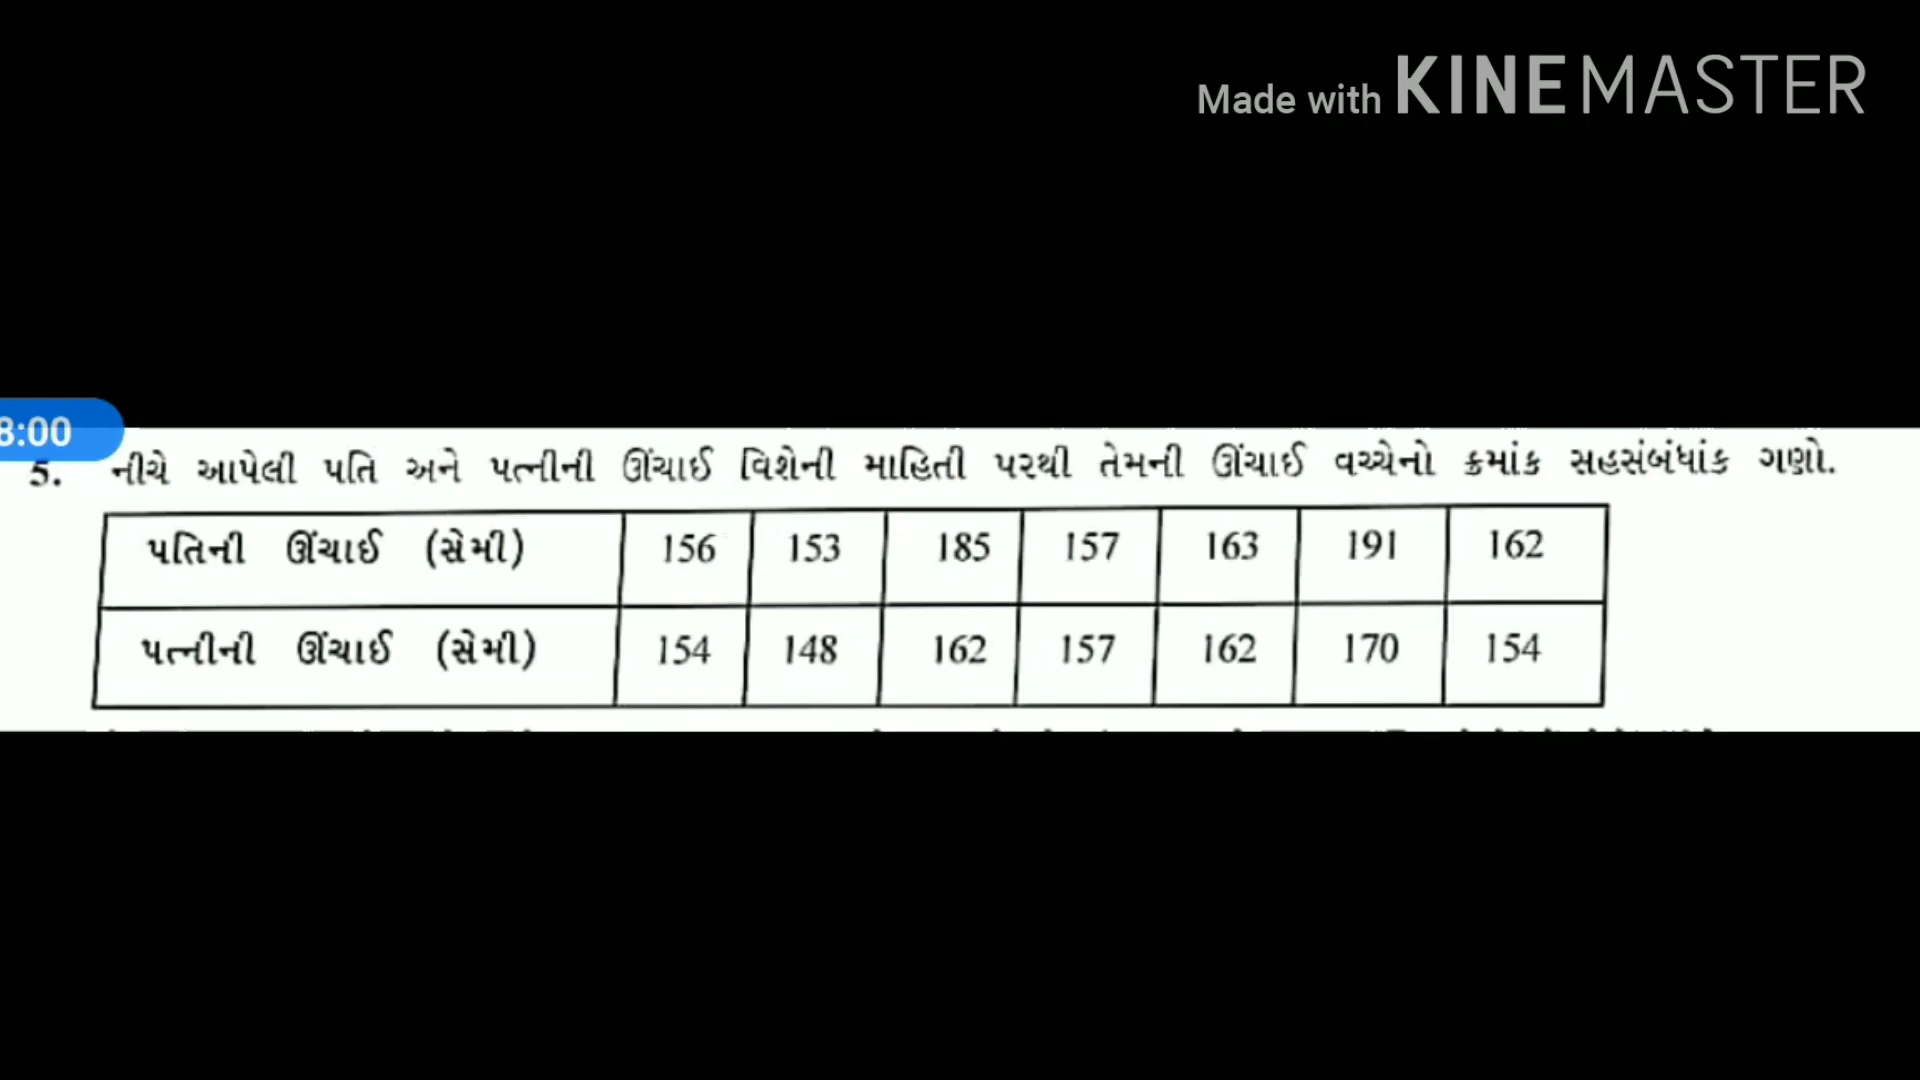 Made with KINEMASTER
8:00
5. નીચે આપેલી પતિ અને પત્નીની ઊંચાઈ વિશેની માહિતી પરથી તેમની ઊંચાઈ વચ્ચેનો ક્રમાંક સહસંબંધાંક ગણો.
પતિની ઊંચાઈ (સેમી) 156 153 185 157 163 191 162
પત્નીની ઊંચાઈ (સેમી) 154 148 162 157 162 170 154